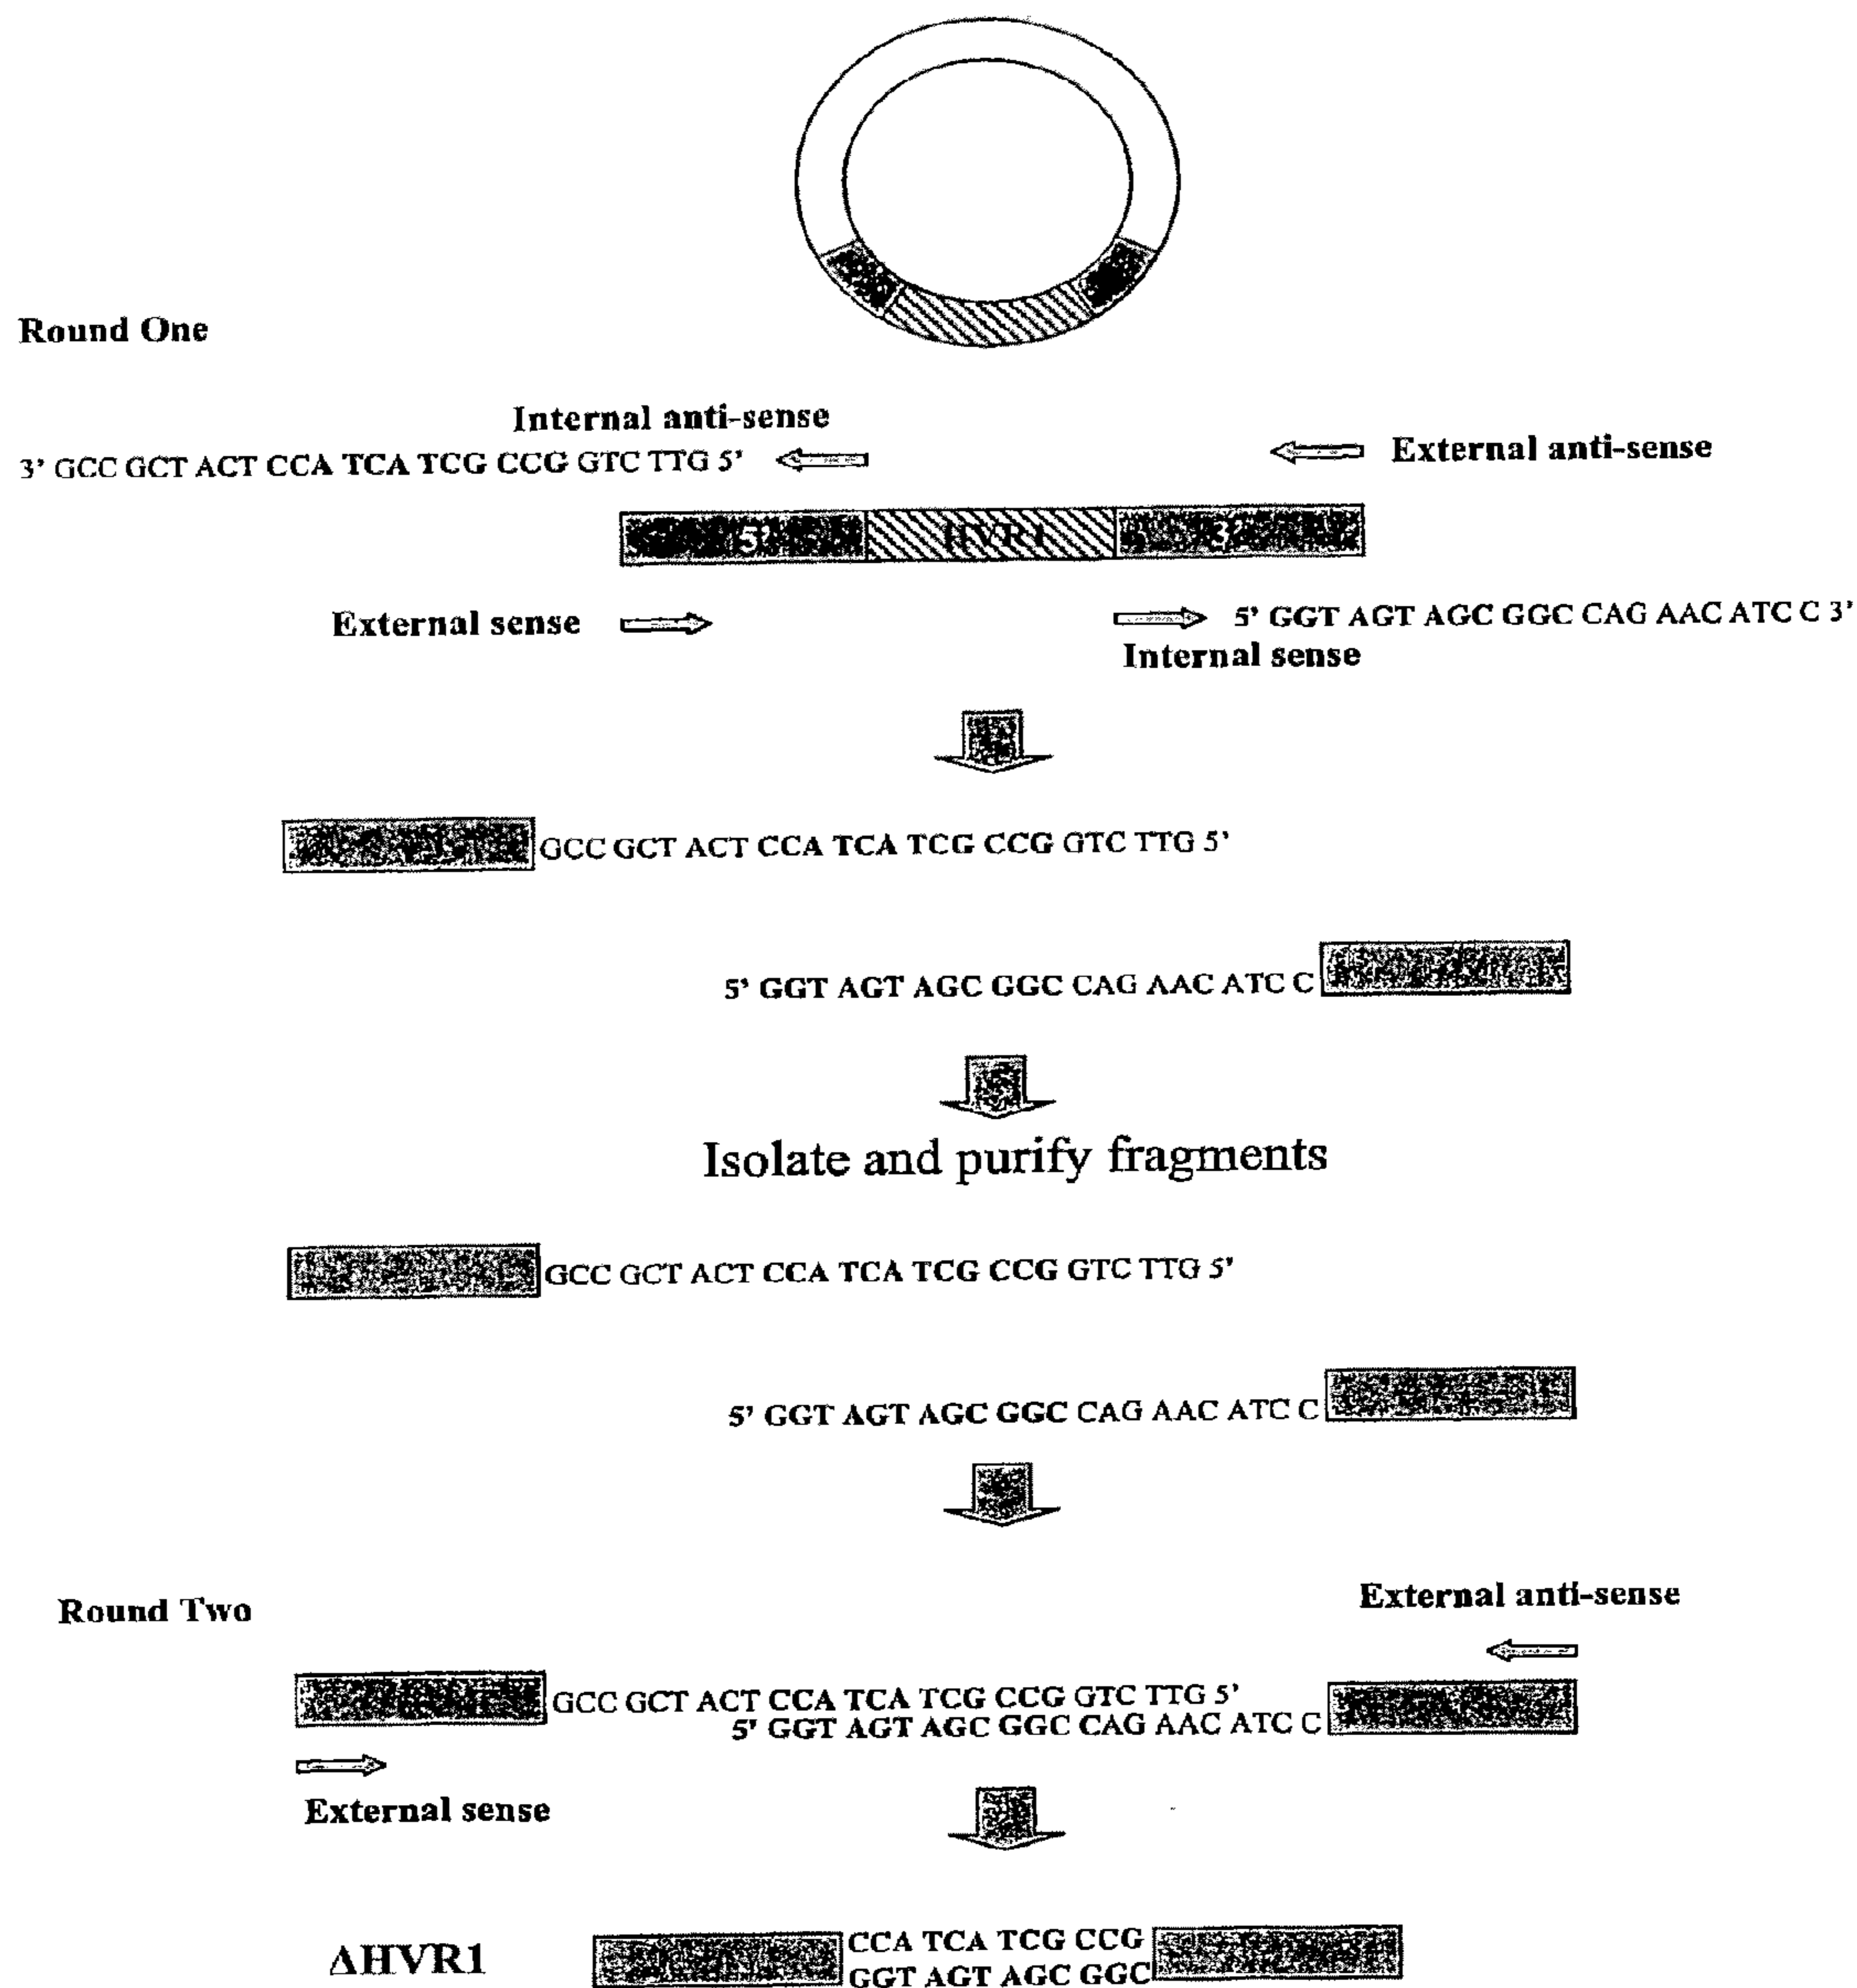 Round One
Internal anti-sense
3' GCC GCT ACT CCA TCA TCG CCG GTC TTG 5'
External anti-sense
5' HVR1 3'
External sense
5' GGT AGT AGC GGC CAG AAC ATC C 3'
Internal sense
GCC GCT ACT CCA TCA TCG CCG GTC TTG 5'
5' GGT AGT AGC GGC CAG AAC ATC C
Isolate and purify fragments
GCC GCT ACT CCA TCA TCG CCG GTC TTG 5'
5' GGT AGT AGC GGC CAG AAC ATC C
Round Two
External anti-sense
GCC GCT ACT CCA TCA TCG CCG GTC TTG 5'
5' GGT AGT AGC GGC CAG AAC ATC C
External sense
CCA TCA TCG CCG
ΔHVR1
GGT AGT AGC GGC